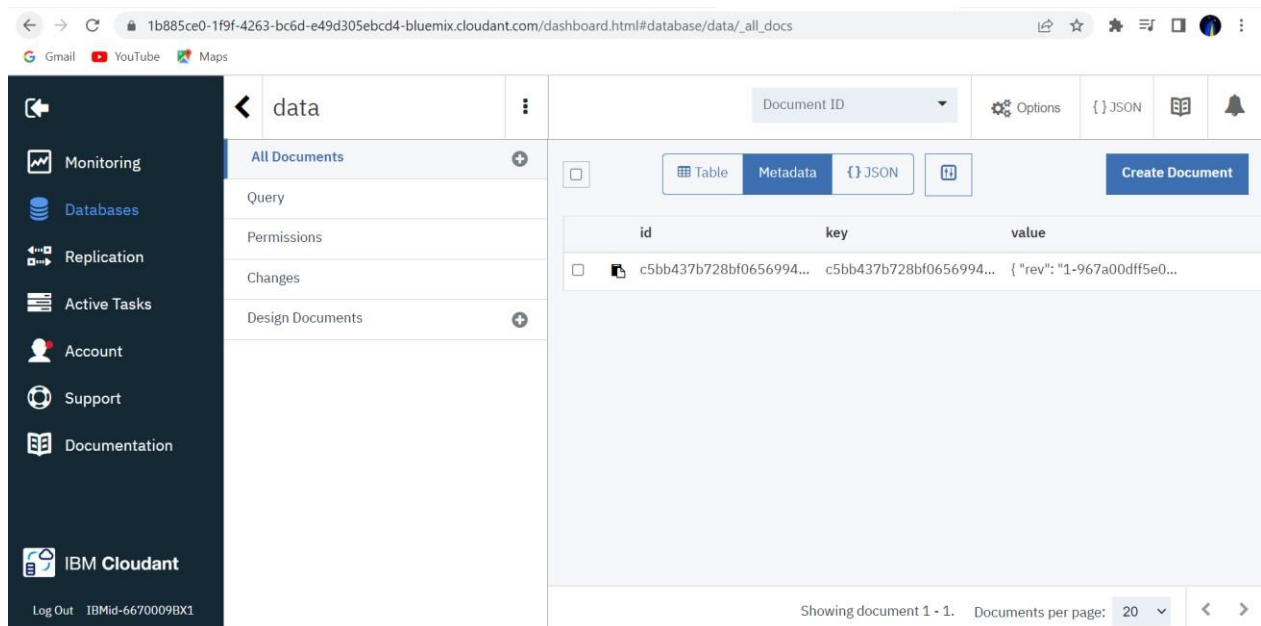 1b885ce0-1f9f-4263-bc6d-e49d305ebcd4-bluemix.cloudant.com/dashboard.html#database/data/_all_docs
Gmail YouTube Maps
data
Document ID
Options
{ } JSON
Monitoring
Databases
Replication
Active Tasks
Account
Support
Documentation
IBM Cloudant
Log Out IBMid-6670009BX1
All Documents
Query
Permissions
Changes
Design Documents
Table Metadata {} JSON
Create Document
id key value
c5bb437b728bf0656994... c5bb437b728bf0656994... { "rev": "1-967a00dff5e0...
Showing document 1 - 1. Documents per page: 20